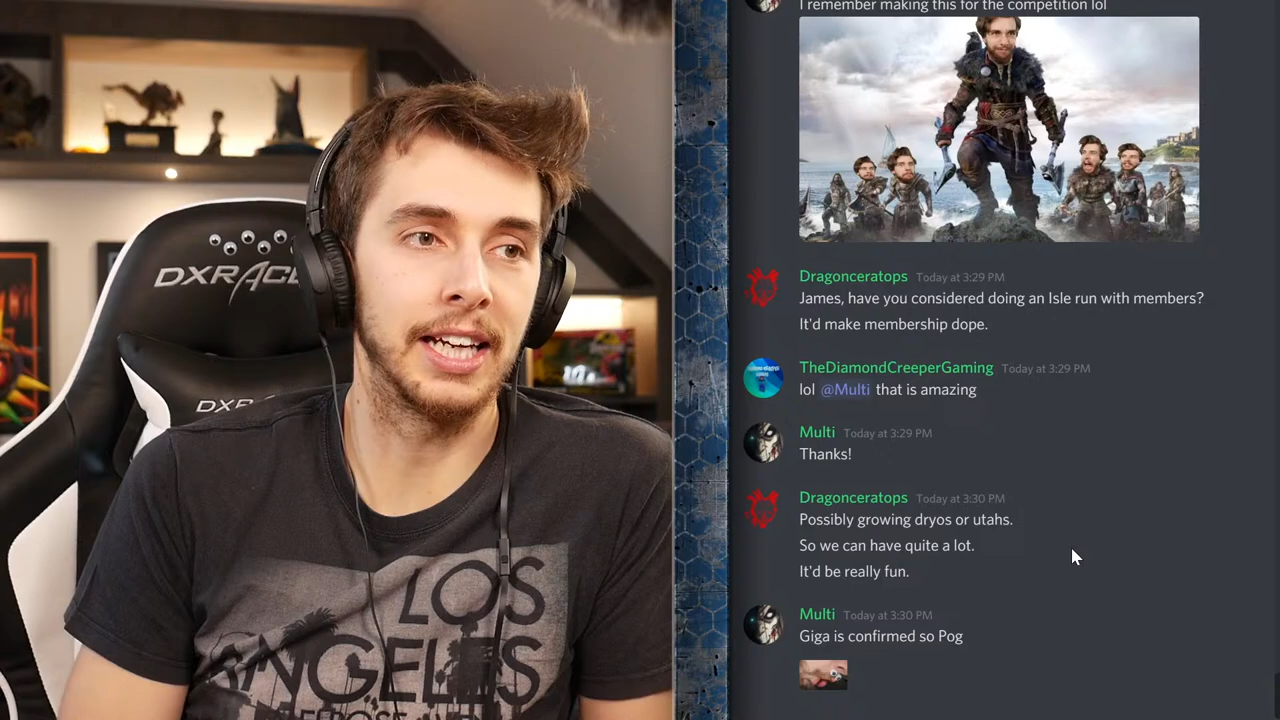 DXRACE
DX
LOS
ANGELES
I remember making this for the competition lol
Dragonceratops Today at 3:29 PM
James, have you considered doing an Isle run with members?
It'd make membership dope.
TheDiamondCreeperGaming Today at 3:29 PM
lol @Multi that is amazing
Multi Today at 3:29 PM
Thanks!
Dragonceratops Today at 3:30 PM
Possibly growing dryos or utahs.
So we can have quite a lot.
It'd be really fun.
Multi Today at 3:30 PM
Giga is confirmed so Pog